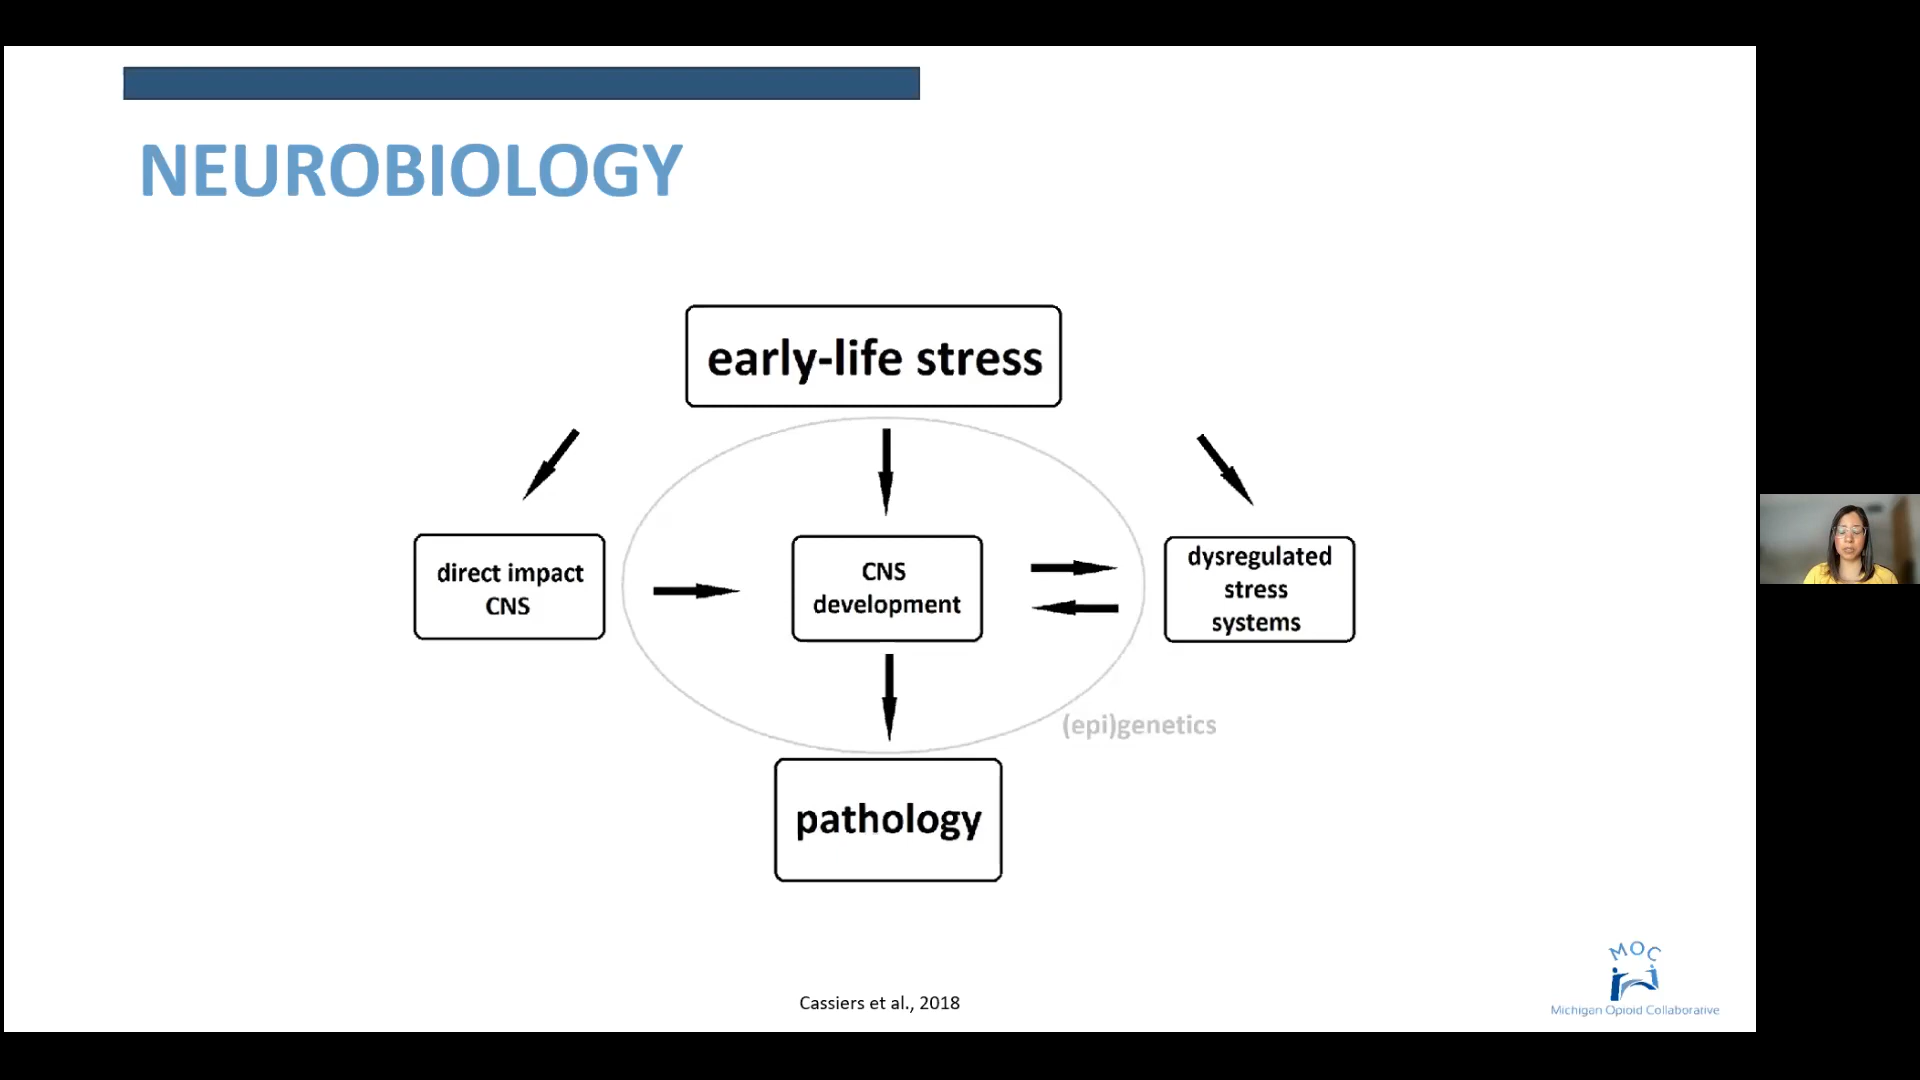 NEUROBIOLOGY
early-life stress
direct impact
CNS
CNS
development
dysregulated
stress
systems
(epi)genetics
pathology
Cassiers et al., 2018
MOC
Michigan Opioid Collaborative